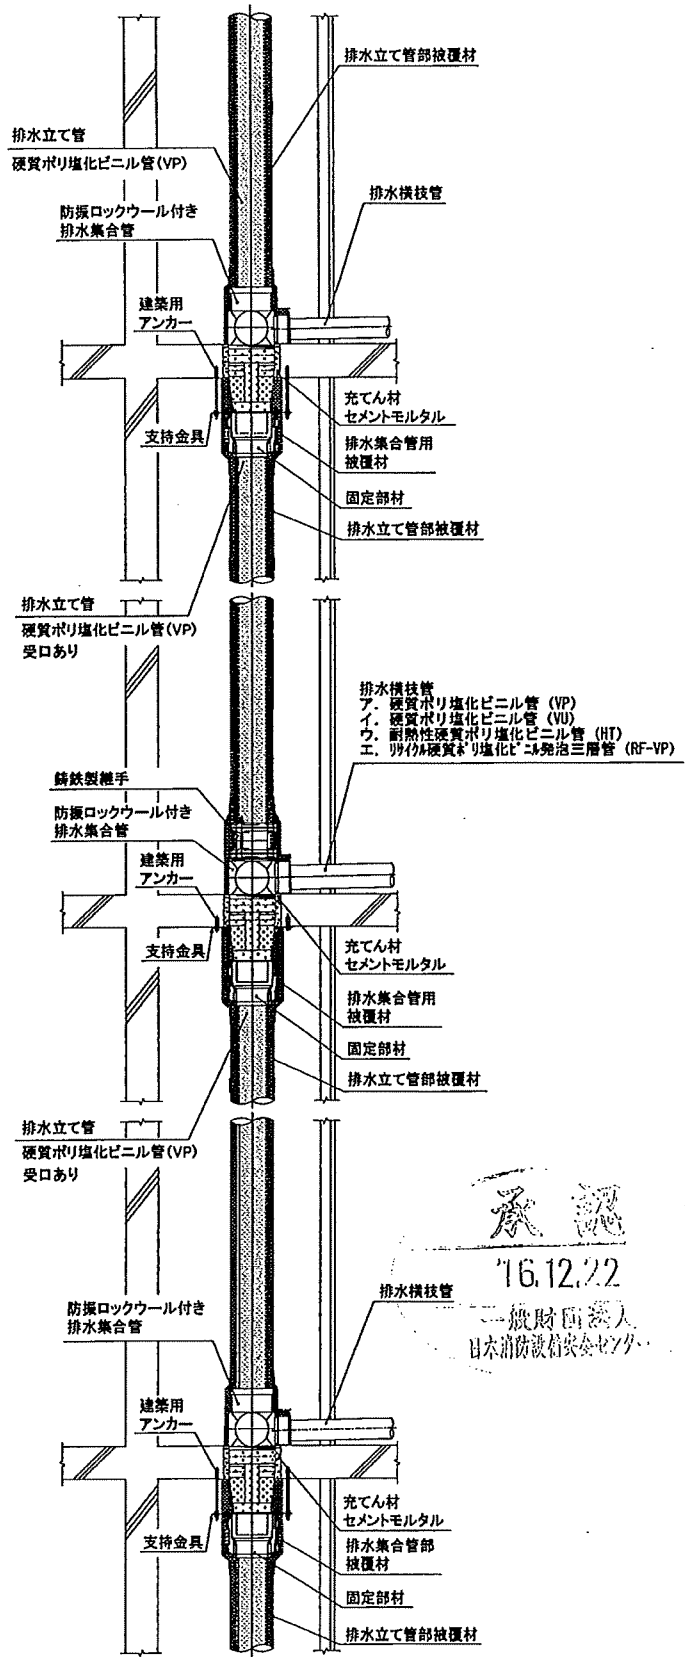 排水立て管部被覆材
排水立て管
硬質ポリ塩化ビニル管(VP)
排水横枝管
防振ロックウール付き
排水集合管
建築用
アンカー
充てん材
セメントモルタル
支持金具
排水集合管用
被覆材
固定部材
排水立て管部被覆材
排水立て管
硬質ポリ塩化ビニル管(VP)
受口あり
排水横枝管
ア. 硬質ポリ塩化ビニル管 (VP)
イ. 硬質ポリ塩化ビニル管 (VU)
ウ. 耐熱性硬質ポリ塩化ビニル管 (HT)
エ. リサイクル硬質ポリ塩化ビニル発泡三層管 (RF-VP)
鋳鉄製継手
防振ロックウール付き
排水集合管
建築用
アンカー
支持金具
充てん材
セメントモルタル
排水集合管用
被覆材
固定部材
排水立て管部被覆材
排水立て管
硬質ポリ塩化ビニル管(VP)
受口あり
承認
'16.12.22
一般財団法人
日本消防設備安全センター
排水横枝管
防振ロックウール付き
排水集合管
建築用
アンカー
充てん材
セメントモルタル
支持金具
排水集合管部
被覆材
固定部材
排水立て管部被覆材